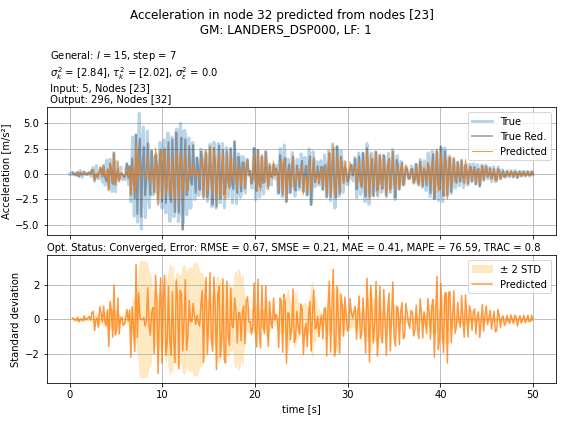 Acceleration in node 32 predicted from nodes [23]
GM: LANDERS_DSP000, LF: 1
General: l = 15, step = 7
σ²ₖ = [2.84], τ²ₖ = [2.02], σ²ε = 0.0
Input: 5, Nodes [23]
Output: 296, Nodes [32]
Acceleration [m/s²]
5.0
2.5
0.0
−2.5
−5.0
True
True Red.
Predicted
Opt. Status: Converged, Error: RMSE = 0.67, SMSE = 0.21, MAE = 0.41, MAPE = 76.59, TRAC = 0.8
Standard deviation
2
0
−2
± 2 STD
Predicted
0 10 20 30 40 50
time [s]